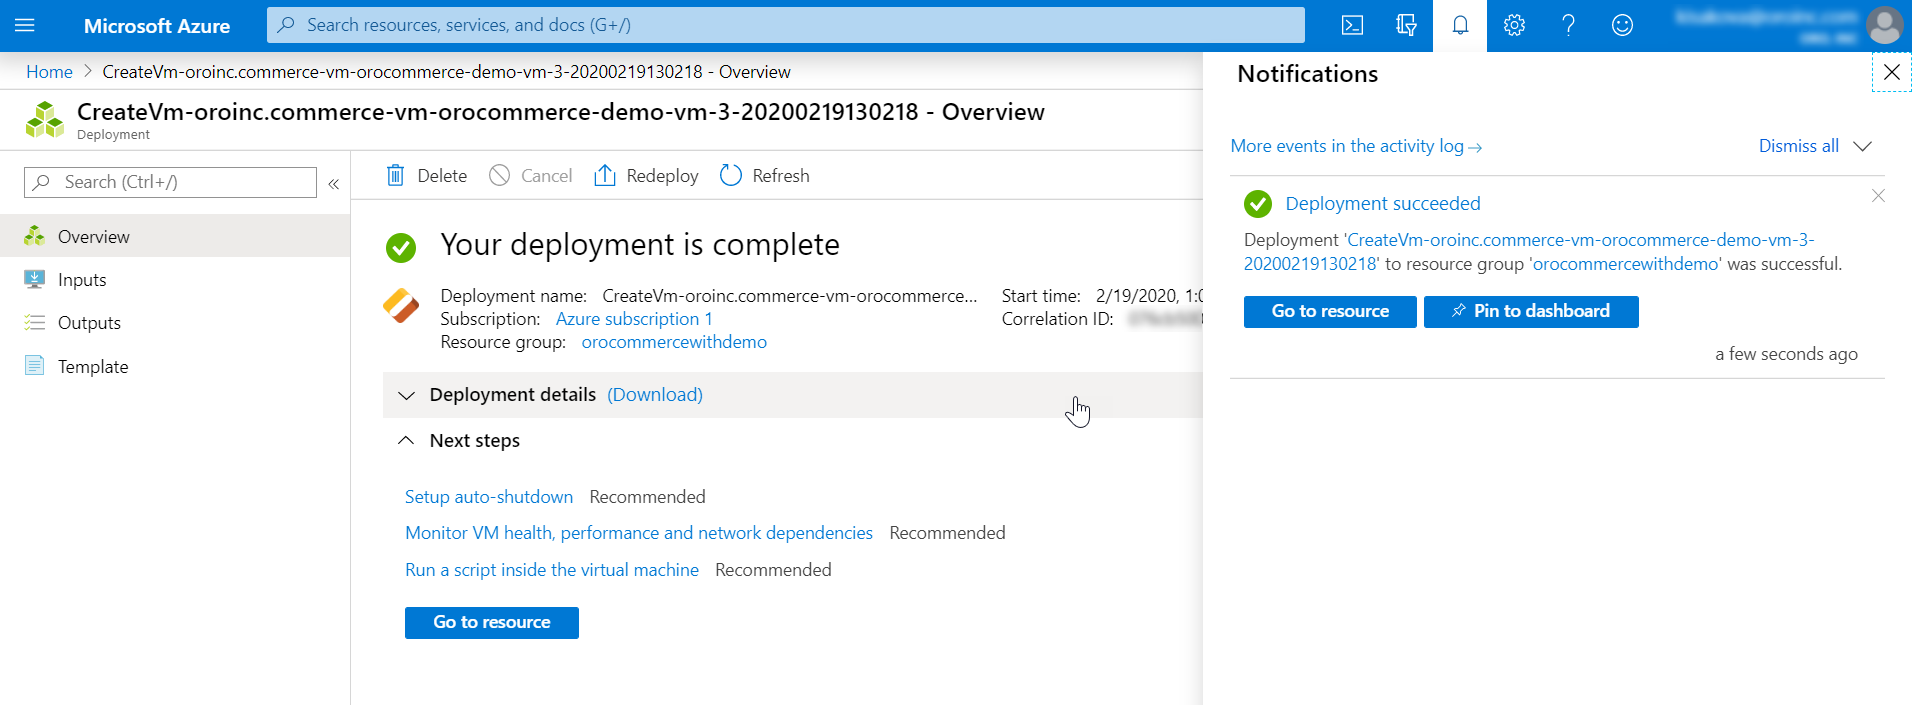 Microsoft Azure
Search resources, services, and docs (G+/)
Home > CreateVm-oroinc.commerce-vm-orocommerce-demo-vm-3-20200219130218 - Overview
CreateVm-oroinc.commerce-vm-orocommerce-demo-vm-3-20200219130218 - Overview
Deployment
Search (Ctrl+/)
«
Overview
Inputs
Outputs
Template
Delete
Cancel
Redeploy
Refresh
Your deployment is complete
Deployment name: CreateVm-oroinc.commerce-vm-orocommerce...
Subscription: Azure subscription 1
Resource group: orocommercewithdemo
Start time: 2/19/2020, 1:0
Correlation ID:
Deployment details (Download)
Next steps
Setup auto-shutdown Recommended
Monitor VM health, performance and network dependencies Recommended
Run a script inside the virtual machine Recommended
Go to resource
Notifications
More events in the activity log →
Dismiss all
Deployment succeeded
Deployment 'CreateVm-oroinc.commerce-vm-orocommerce-demo-vm-3-
20200219130218' to resource group 'orocommercewithdemo' was successful.
Go to resource
Pin to dashboard
a few seconds ago